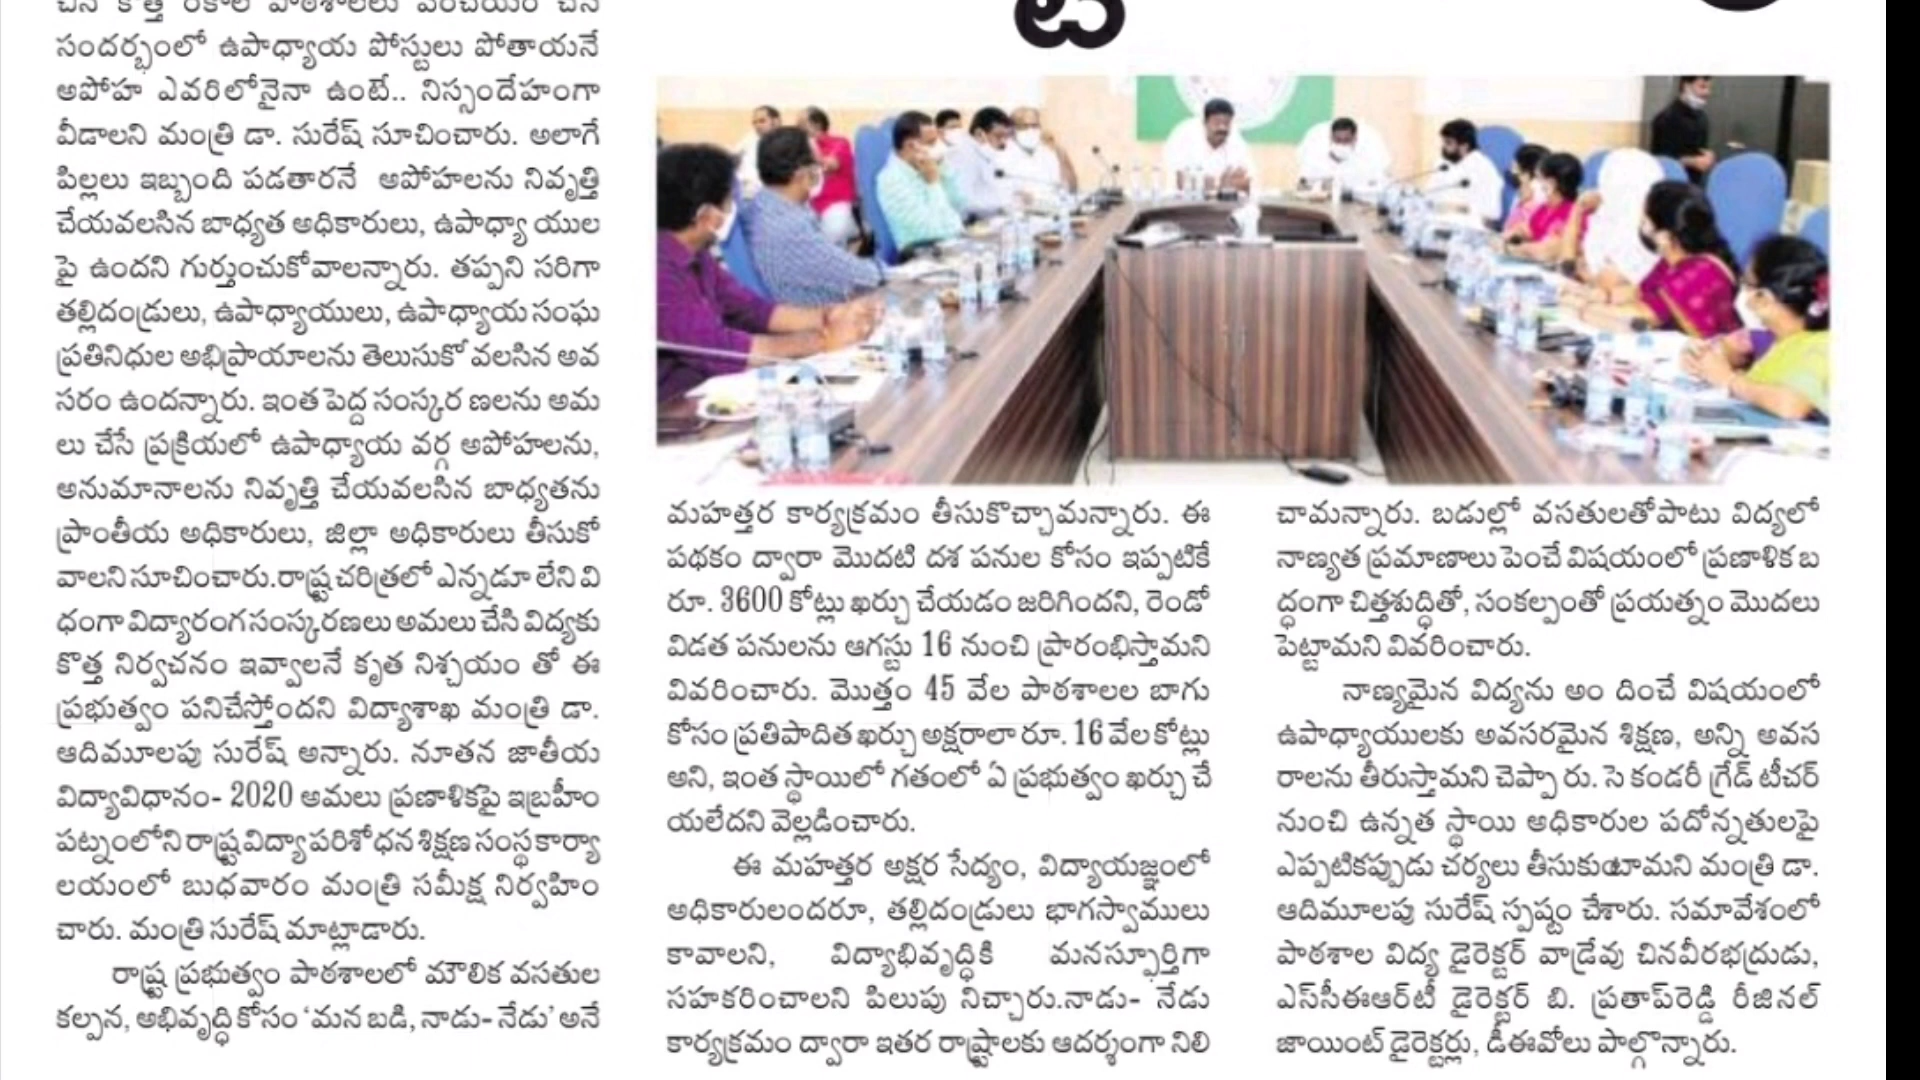 సందర్భంలో ఉపాధ్యాయ పోస్టులు పోతాయనే
అపోహ ఎవరిలోనైనా ఉంటే.. నిస్సందేహంగా
వీడాలని మంత్రి డా. సురేష్ సూచించారు. అలాగే
పిల్లలు ఇబ్బంది పడతారనే అపోహలను నివృత్తి
చేయవలసిన బాధ్యత అధికారులు, ఉపాధ్యా యుల
పై ఉందని గుర్తుంచుకోవాలన్నారు. తప్పని సరిగా
తల్లిదండ్రులు, ఉపాధ్యాయులు, ఉపాధ్యాయ సంఘ
ప్రతినిధుల అభిప్రాయాలను తెలుసుకో వలసిన అవ
సరం ఉందన్నారు. ఇంత పెద్ద సంస్కర ణలను అమ
లు చేసే ప్రక్రియలో ఉపాధ్యాయ వర్గ అపోహలను,
అనుమానాలను నివృత్తి చేయవలసిన బాధ్యతను
ప్రాంతీయ అధికారులు, జిల్లా అధికారులు తీసుకో
వాలని సూచించారు.రాష్ట్ర చరిత్రలో ఎన్నడూ లేని వి
ధంగా విద్యారంగ సంస్కరణలు అమలు చేసి విద్యకు
కొత్త నిర్వచనం ఇవ్వాలనే కృత నిశ్చయం తో ఈ
ప్రభుత్వం పనిచేస్తోందని విద్యాశాఖ మంత్రి డా.
ఆదిమూలపు సురేష్ అన్నారు. నూతన జాతీయ
విద్యావిధానం- 2020 అమలు ప్రణాళికపై ఇబ్రహీం
పట్నంలోని రాష్ట్ర విద్యా పరిశోధన శిక్షణ సంస్థ కార్యా
లయంలో బుధవారం మంత్రి సమీక్ష నిర్వహిం
చారు. మంత్రి సురేష్ మాట్లాడారు.
రాష్ట్ర ప్రభుత్వం పాఠశాలలో మౌలిక వసతుల
కల్పన, అభివృద్ధి కోసం ‘మన బడి, నాడు- నేడు’ అనే
మహత్తర కార్యక్రమం తీసుకొచ్చామన్నారు. ఈ
పథకం ద్వారా మొదటి దశ పనుల కోసం ఇప్పటికే
రూ. 3600 కోట్లు ఖర్చు చేయడం జరిగిందని, రెండో
విడత పనులను ఆగస్టు 16 నుంచి ప్రారంభిస్తామని
వివరించారు. మొత్తం 45 వేల పాఠశాలల బాగు
కోసం ప్రతిపాదిత ఖర్చు అక్షరాలా రూ. 16 వేల కోట్లు
అని, ఇంత స్థాయిలో గతంలో ఏ ప్రభుత్వం ఖర్చు చే
యలేదని వెల్లడించారు.
ఈ మహత్తర అక్షర సేద్యం, విద్యాయజ్ఞంలో
అధికారులందరూ, తల్లిదండ్రులు భాగస్వాములు
కావాలని, విద్యాభివృద్ధికి మనస్ఫూర్తిగా
సహకరించాలని పిలుపు నిచ్చారు.నాడు- నేడు
కార్యక్రమం ద్వారా ఇతర రాష్ట్రాలకు ఆదర్శంగా నిలి
చామన్నారు. బడుల్లో వసతులతోపాటు విద్యలో
నాణ్యత ప్రమాణాలు పెంచే విషయంలో ప్రణాళిక బ
ద్ధంగా చిత్తశుద్ధితో, సంకల్పంతో ప్రయత్నం మొదలు
పెట్టామని వివరించారు.
నాణ్యమైన విద్యను అం దించే విషయంలో
ఉపాధ్యాయులకు అవసరమైన శిక్షణ, అన్ని అవస
రాలను తీరుస్తామని చెప్పా రు. సె కండరీ గ్రేడ్ టీచర్
నుంచి ఉన్నత స్థాయి అధికారుల పదోన్నతులపై
ఎప్పటికప్పుడు చర్యలు తీసుకుంటామని మంత్రి డా.
ఆదిమూలపు సురేష్ స్పష్టం చేశారు. సమావేశంలో
పాఠశాల విద్య డైరెక్టర్ వాడ్రేవు చినవీరభద్రుడు,
ఎస్‌సీఈఆర్‌టీ డైరెక్టర్ బి. ప్రతాప్‌రెడ్డి రీజినల్
జాయింట్ డైరెక్టర్లు, డీఈవోలు పాల్గొన్నారు.